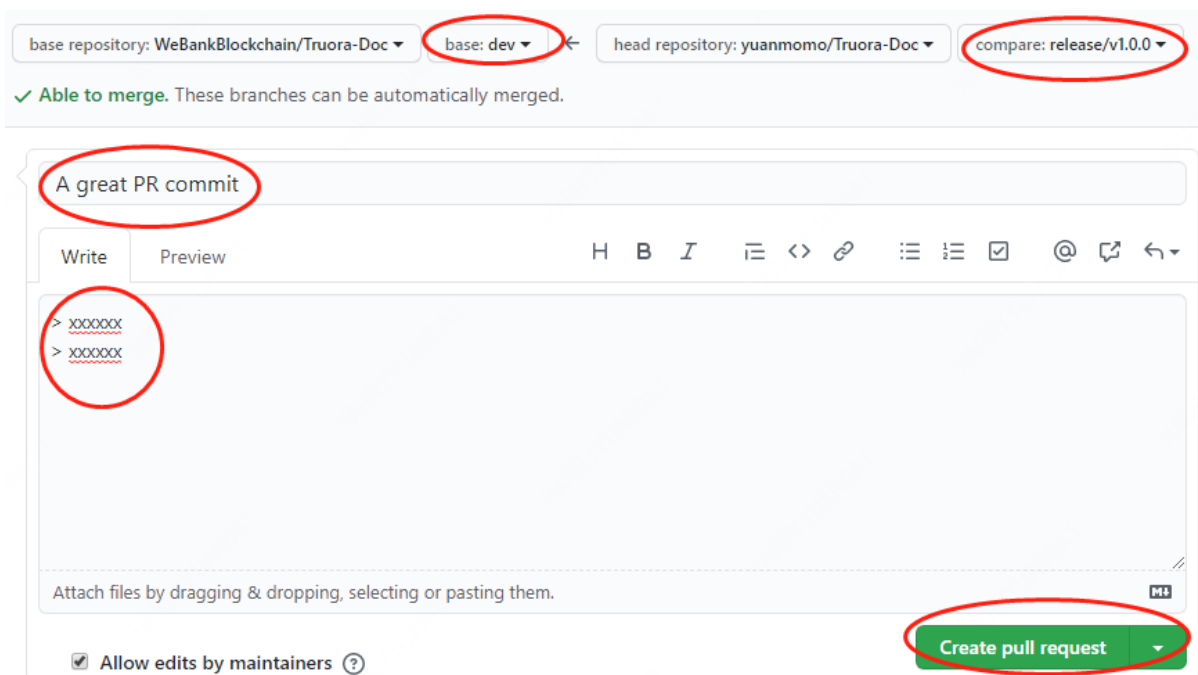 base repository: WeBankBlockchain/Truora-Doc base: dev head repository: yuanmomo/Truora-Doc compare: release/v1.0.0
Able to merge. These branches can be automatically merged.
A great PR commit
Write Preview
> xxxxxx
> xxxxxx
Attach files by dragging & dropping, selecting or pasting them.
Create pull request
Allow edits by maintainers